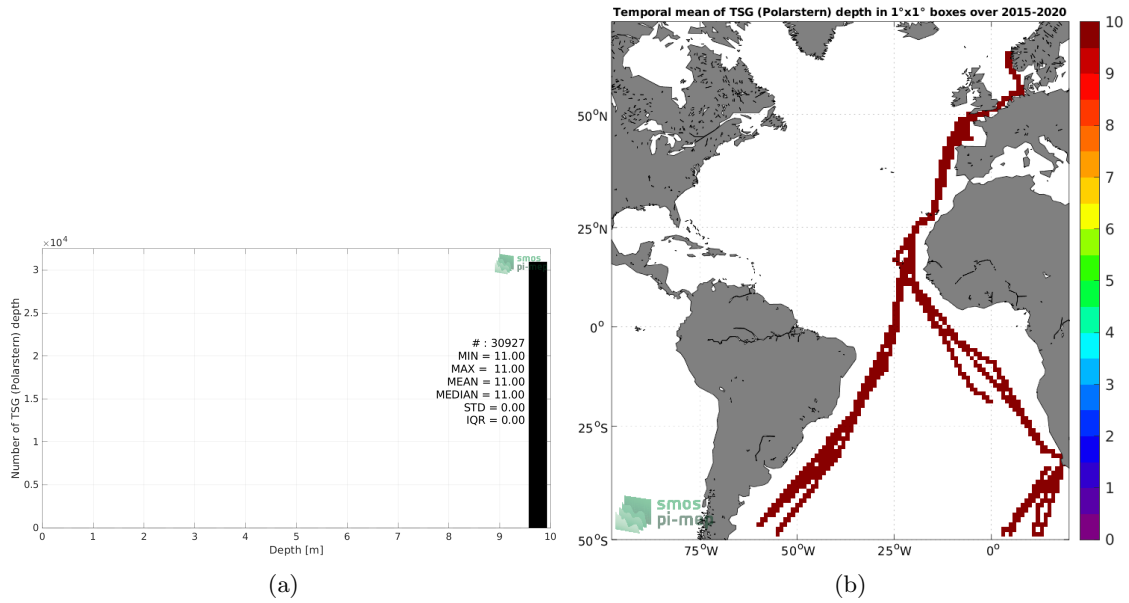 ×10⁴
3
2.5
2
1.5
1
0.5
0
Number of TSG (Polarstern) depth
smos
pi-mep
# : 30927
MIN = 11.00
MAX = 11.00
MEAN = 11.00
MEDIAN = 11.00
STD = 0.00
IQR = 0.00
0 1 2 3 4 5 6 7 8 9 10
Depth [m]
(a)
Temporal mean of TSG (Polarstern) depth in 1°x1° boxes over 2015-2020
50°N
25°N
0°
25°S
50°S
75°W 50°W 25°W 0°
smos
pi-mep
10
9
8
7
6
5
4
3
2
1
0
(b)